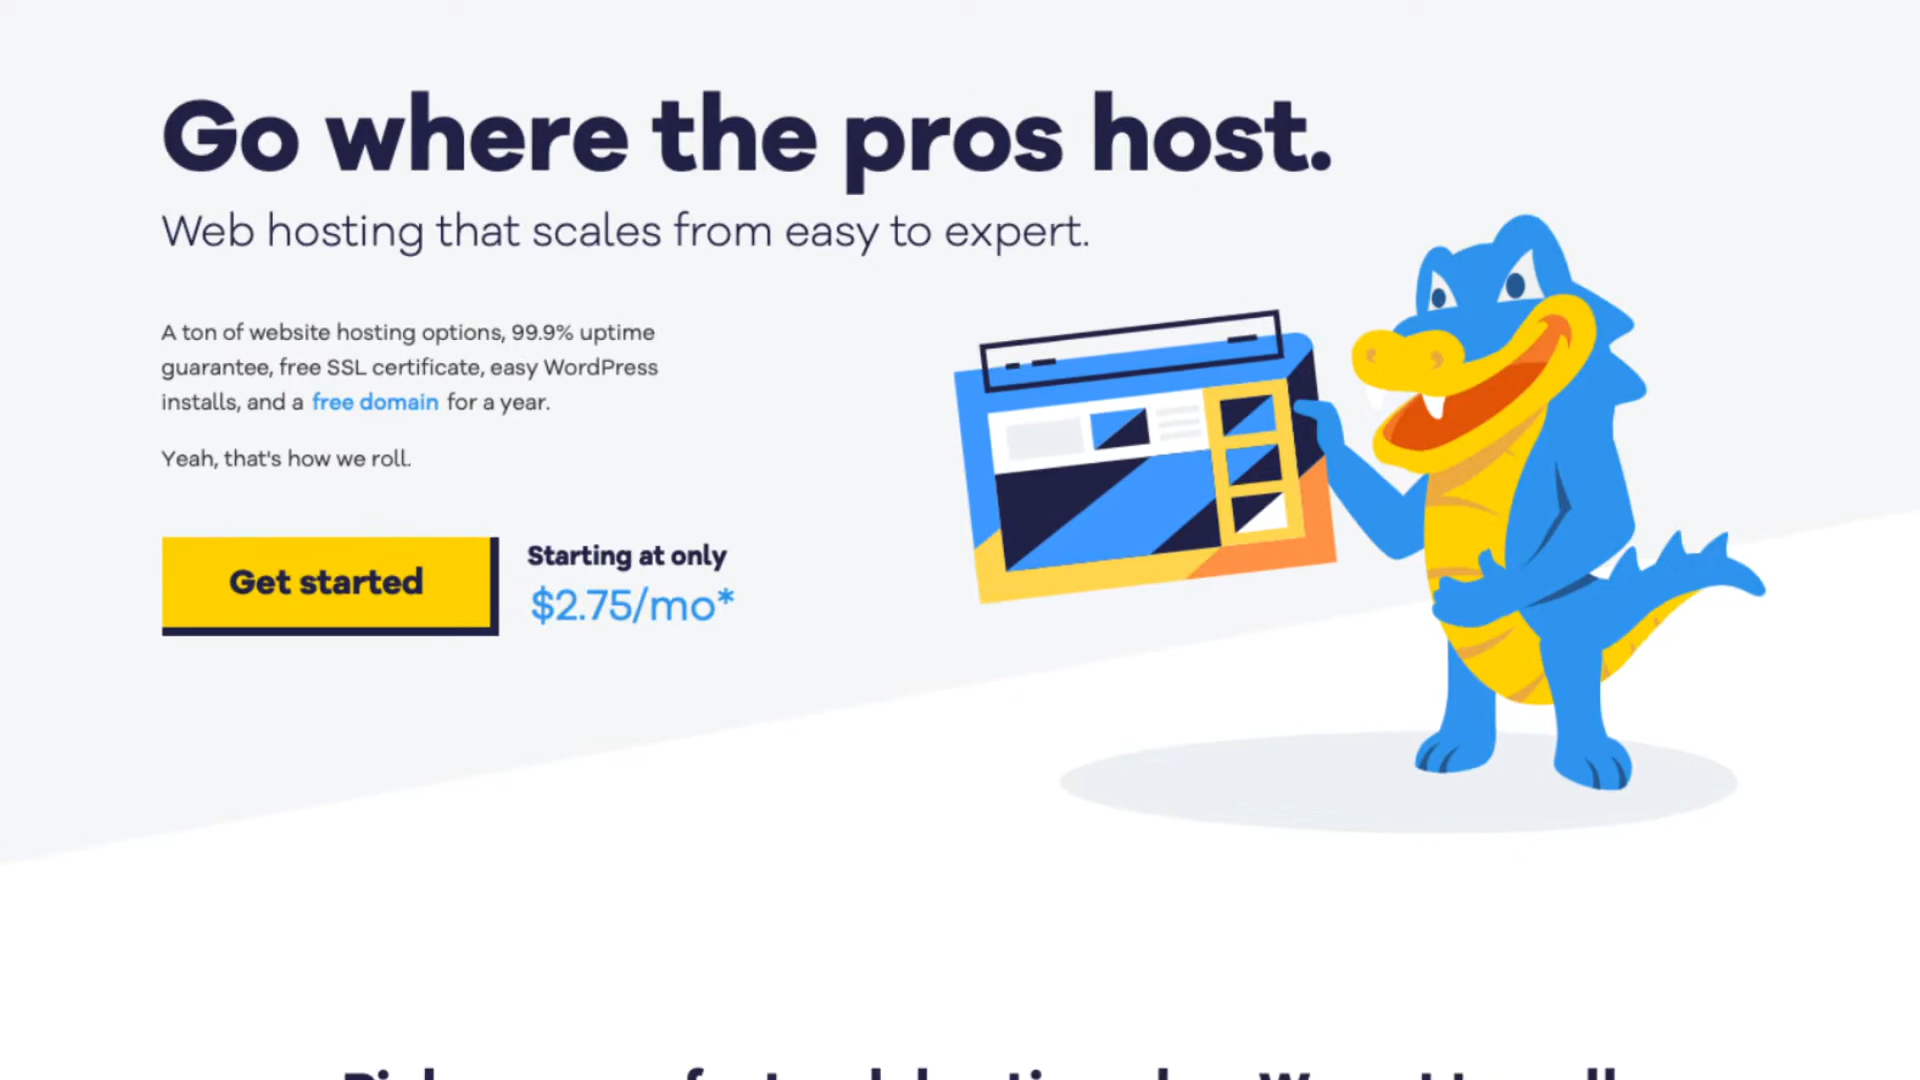 Go where the pros host.
Web hosting that scales from easy to expert.
A ton of website hosting options, 99.9% uptime
guarantee, free SSL certificate, easy WordPress
installs, and a free domain for a year.
Yeah, that's how we roll.
Get started
Starting at only
$2.75/mo*